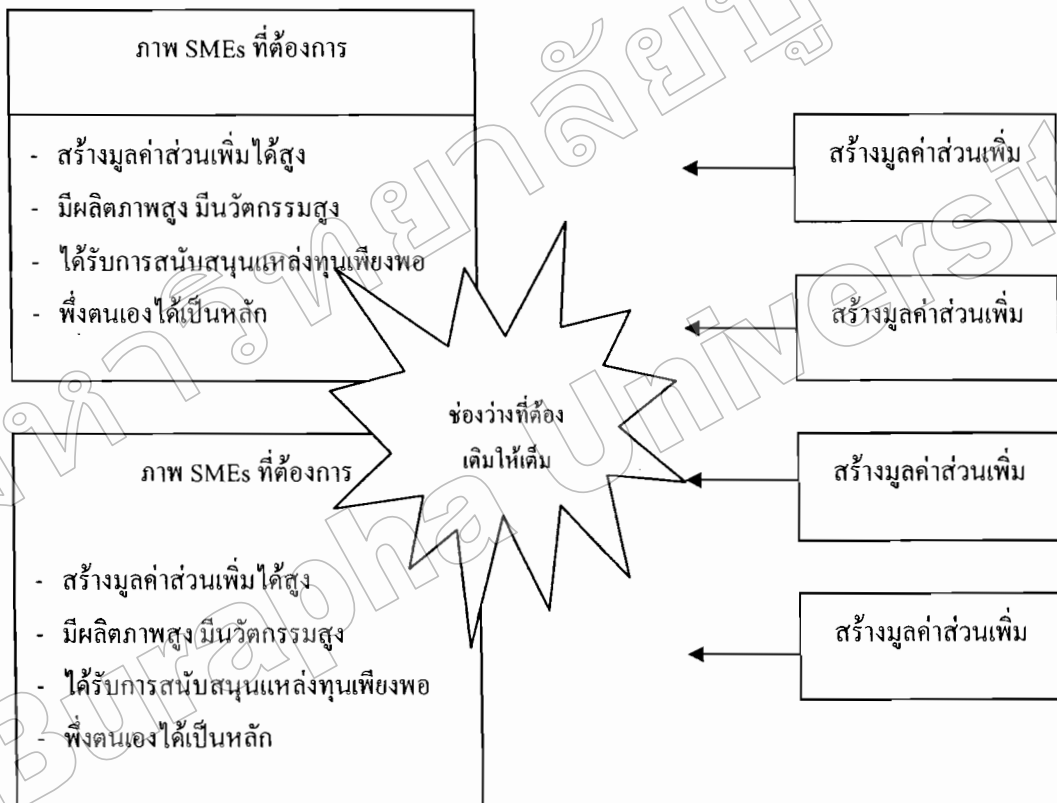 ภาพ SMEs ที่ต้องการ
- สร้างมูลค่าส่วนเพิ่มได้สูง
- มีผลิตภาพสูง มีนวัตกรรมสูง
- ได้รับการสนับสนุนแหล่งทุนเพียงพอ
- พึ่งตนเองได้เป็นหลัก
ช่องว่างที่ต้อง
เติมให้เต็ม
ภาพ SMEs ที่ต้องการ
- สร้างมูลค่าส่วนเพิ่มได้สูง
- มีผลิตภาพสูง มีนวัตกรรมสูง
- ได้รับการสนับสนุนแหล่งทุนเพียงพอ
- พึ่งตนเองได้เป็นหลัก
สร้างมูลค่าส่วนเพิ่ม
สร้างมูลค่าส่วนเพิ่ม
สร้างมูลค่าส่วนเพิ่ม
สร้างมูลค่าส่วนเพิ่ม
Burapha Universit